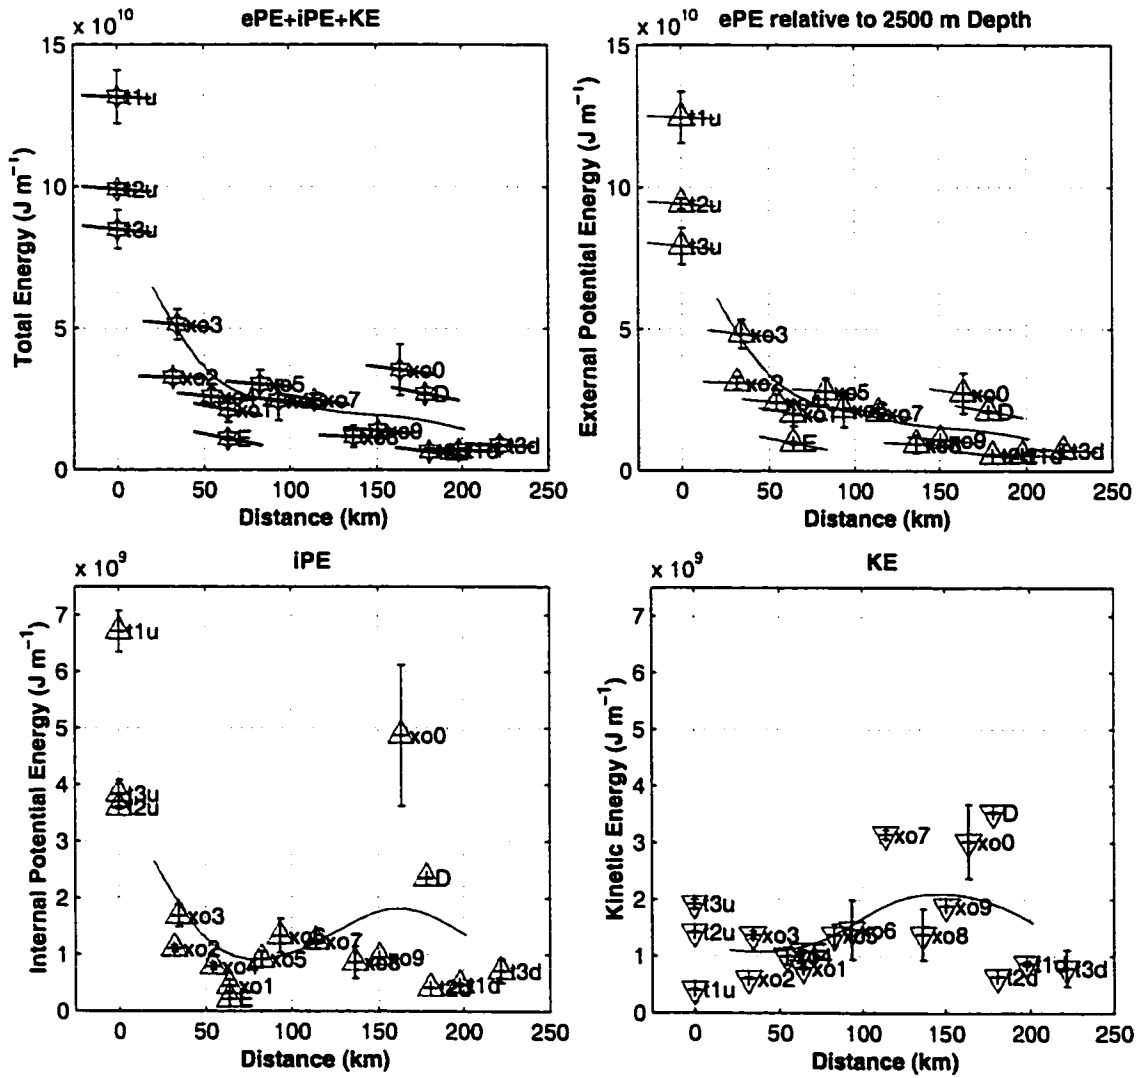 ePE+iPE+KE
x 10^10
Total Energy (J m^−1)
15
10
5
0
t1u
t2u
t3u
xo3
xo2
xo5
xo7
xo1
E
xo0
D
xo9
xo8
t3d
0 50 100 150 200 250
Distance (km)
ePE relative to 2500 m Depth
x 10^10
External Potential Energy (J m^−1)
15
10
5
0
t1u
t2u
t3u
xo3
xo2
xo5
xo1
xo7
E
xo0
D
xo9
t3d
0 50 100 150 200 250
Distance (km)
iPE
x 10^9
Internal Potential Energy (J m^−1)
7
6
5
4
3
2
1
0
t1u
t3u
t2u
xo3
xo2
xo4
xo1
E
xo5
xo6
xo7
xo8
xo9
xo0
D
t2d
t1d
t3d
0 50 100 150 200 250
Distance (km)
KE
x 10^9
Kinetic Energy (J m^−1)
7
6
5
4
3
2
1
0
t3u
t2u
t1u
xo3
xo2
xo4
xo1
xo5
xo6
xo7
xo8
xo9
xo0
D
t2d
t1d
t3d
0 50 100 150 200 250
Distance (km)